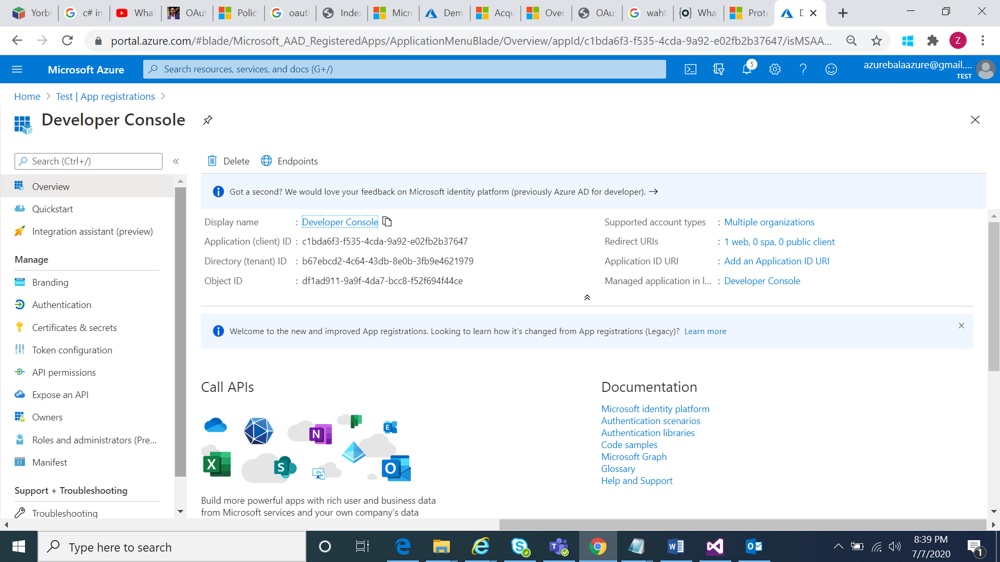 Yorbi
c# in
What
OAut
Policy
oauth
Index
Micro
Dem
Acqu
Over
OAut
waht
What
Prote
D
portal.azure.com/#blade/Microsoft_AAD_RegisteredApps/ApplicationMenuBlade/Overview/appId/c1bda6f3-f535-4cda-9a92-e02fb2b37647/isMSAA...
Z
Microsoft Azure
Search resources, services, and docs (G+/)
5
azurebalaazure@gmail....
TEST
Home > Test | App registrations >
Developer Console
Search (Ctrl+/)
«
Delete
Endpoints
Overview
Quickstart
Integration assistant (preview)
Manage
Branding
Authentication
Certificates & secrets
Token configuration
API permissions
Expose an API
Owners
Roles and administrators (Pre...
Manifest
Support + Troubleshooting
Troubleshooting
Got a second? We would love your feedback on Microsoft identity platform (previously Azure AD for developer). →
Display name : Developer Console
Application (client) ID : c1bda6f3-f535-4cda-9a92-e02fb2b37647
Directory (tenant) ID : b67ebcd2-4c64-43db-8e0b-3fb9e4621979
Object ID : df1ad911-9a9f-4da7-bcc8-f52f694f44ce
Supported account types : Multiple organizations
Redirect URIs : 1 web, 0 spa, 0 public client
Application ID URI : Add an Application ID URI
Managed application in l... : Developer Console
Welcome to the new and improved App registrations. Looking to learn how it's changed from App registrations (Legacy)? Learn more
Call APIs
Build more powerful apps with rich user and business data
from Microsoft services and your own company's data
Documentation
Microsoft identity platform
Authentication scenarios
Authentication libraries
Code samples
Microsoft Graph
Glossary
Help and Support
Type here to search
8:39 PM
7/7/2020
1